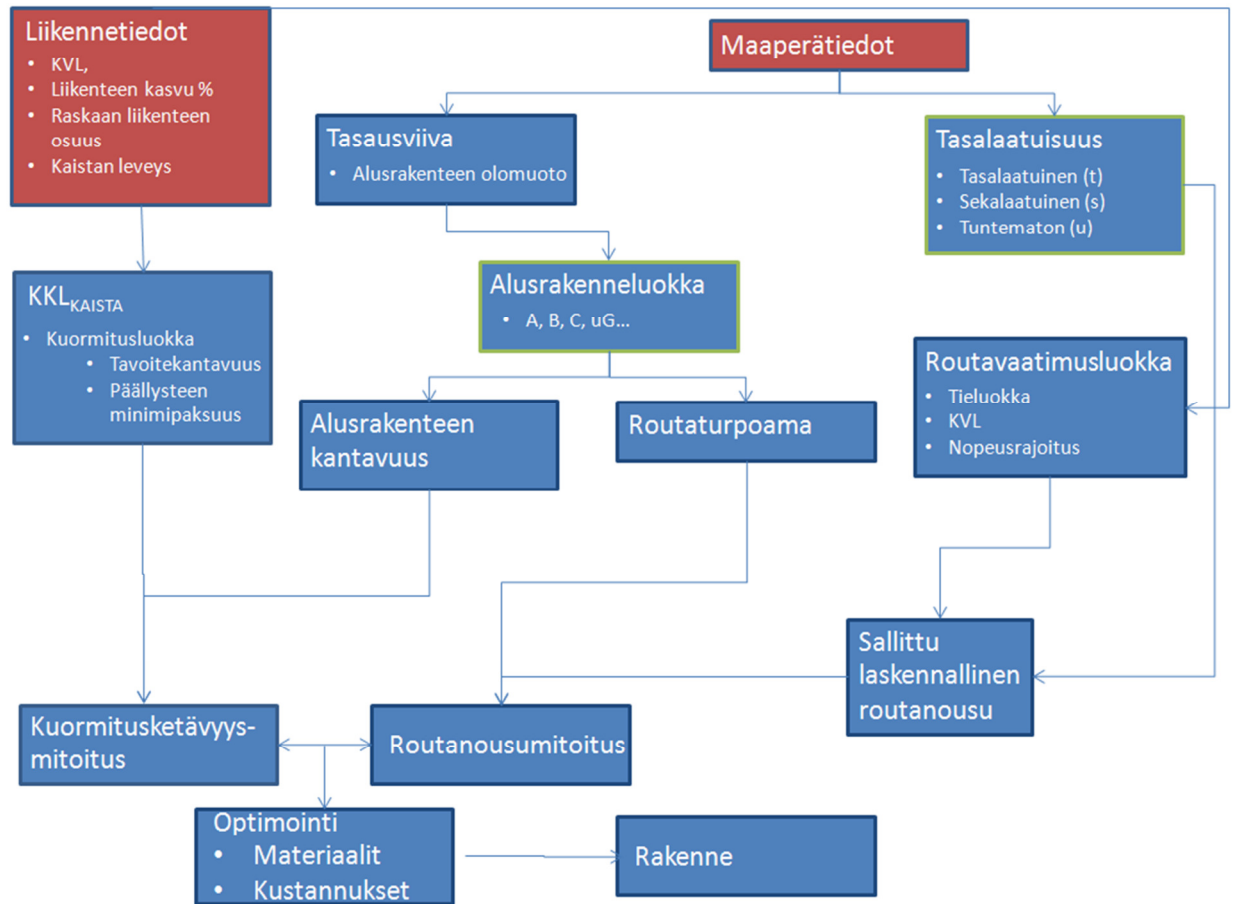 Liikennetiedot
• KVL,
• Liikenteen kasvu %
• Raskaan liikenteen
osuus
• Kaistan leveys
Maaperätiedot
Tasausviiva
• Alusrakenteen olomuoto
Tasalaatuisuus
• Tasalaatuinen (t)
• Sekalaatuinen (s)
• Tuntematon (u)
KKLKAISTA
• Kuormitusluokka
• Tavoitekantavuus
• Päällysteen
minimipaksuus
Alusrakenneluokka
• A, B, C, uG...
Routavaatimusluokka
• Tieluokka
• KVL
• Nopeusrajoitus
Alusrakenteen
kantavuus
Routaturpoama
Sallittu
laskennallinen
routanousu
Kuormitusketävyys-
mitoitus
Routanousumitoitus
Optimointi
• Materiaalit
• Kustannukset
Rakenne